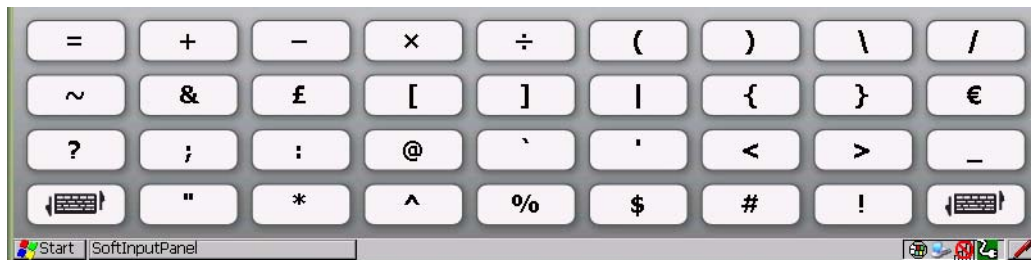 = + − × ÷ ( ) \ /
~ & £ [ ] | { } €
? ; : @ ` ' < > _
" * ^ % $ # !
Start SoftInputPanel